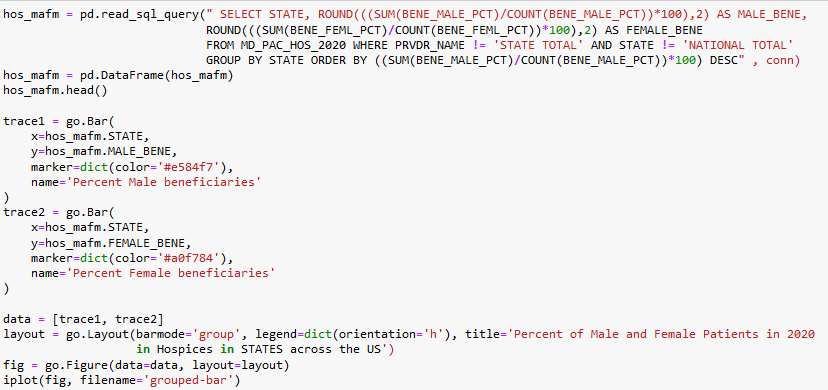 hos_mafm = pd.read_sql_query(" SELECT STATE, ROUND(((SUM(BENE_MALE_PCT)/COUNT(BENE_MALE_PCT))*100),2) AS MALE_BENE,
ROUND(((SUM(BENE_FEML_PCT)/COUNT(BENE_FEML_PCT))*100),2) AS FEMALE_BENE
FROM MD_PAC_HOS_2020 WHERE PRVDR_NAME != 'STATE TOTAL' AND STATE != 'NATIONAL TOTAL'
GROUP BY STATE ORDER BY ((SUM(BENE_MALE_PCT)/COUNT(BENE_MALE_PCT))*100) DESC" , conn)
hos_mafm = pd.DataFrame(hos_mafm)
hos_mafm.head()

trace1 = go.Bar(
    x=hos_mafm.STATE,
    y=hos_mafm.MALE_BENE,
    marker=dict(color='#e584f7'),
    name='Percent Male beneficiaries'
)
trace2 = go.Bar(
    x=hos_mafm.STATE,
    y=hos_mafm.FEMALE_BENE,
    marker=dict(color='#a0f784'),
    name='Percent Female beneficiaries'
)

data = [trace1, trace2]
layout = go.Layout(barmode='group', legend=dict(orientation='h'), title='Percent of Male and Female Patients in 2020
in Hospices in STATES across the US')
fig = go.Figure(data=data, layout=layout)
iplot(fig, filename='grouped-bar')